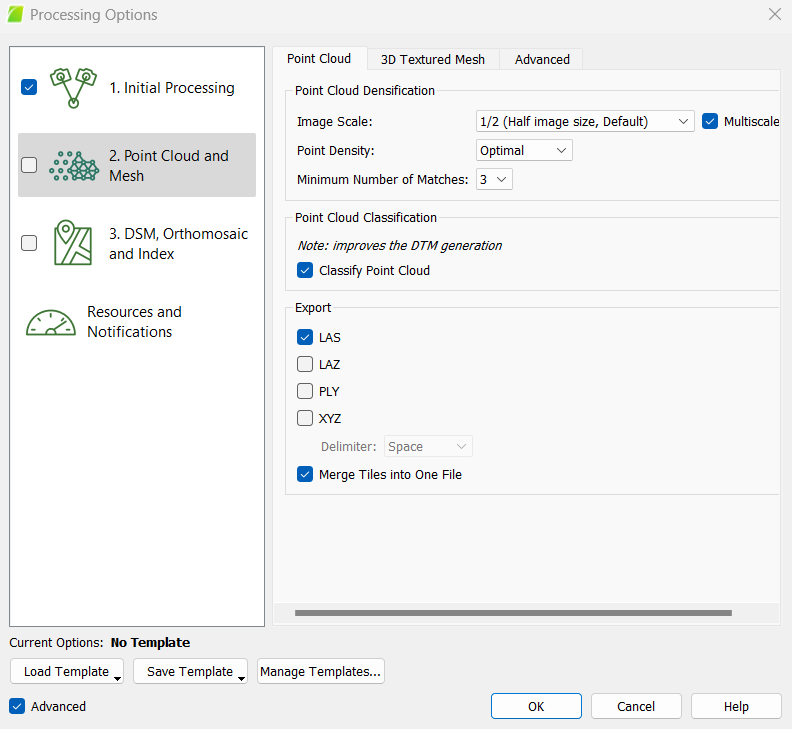 Processing Options
1. Initial Processing
2. Point Cloud and
Mesh
3. DSM, Orthomosaic
and Index
Resources and
Notifications
Point Cloud
3D Textured Mesh
Advanced
Point Cloud Densification
Image Scale:
1/2 (Half image size, Default)
Multiscale
Point Density:
Optimal
Minimum Number of Matches:
3
Point Cloud Classification
Note: improves the DTM generation
Classify Point Cloud
Export
LAS
LAZ
PLY
XYZ
Delimiter:
Space
Merge Tiles into One File
Current Options: No Template
Load Template
Save Template
Manage Templates...
Advanced
OK
Cancel
Help